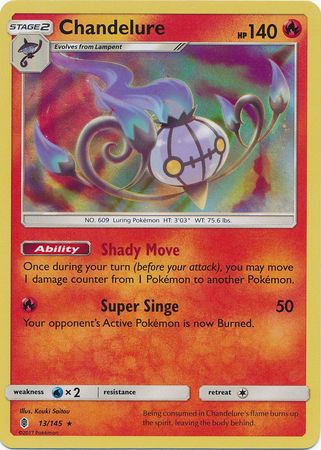 STAGE2 Chandelure HP 140
Evolves from Lampent
NO. 609 Luring Pokémon HT: 3'03" WT: 75.6 lbs.
Ability Shady Move
Once during your turn (before your attack), you may move
1 damage counter from 1 Pokémon to another Pokémon.
Super Singe 50
Your opponent's Active Pokémon is now Burned.
weakness ×2 resistance retreat
Illus. Kouki Saitou
13/145 ★
©2017 Pokémon
Being consumed in Chandelure's flame burns up
the spirit, leaving the body behind.